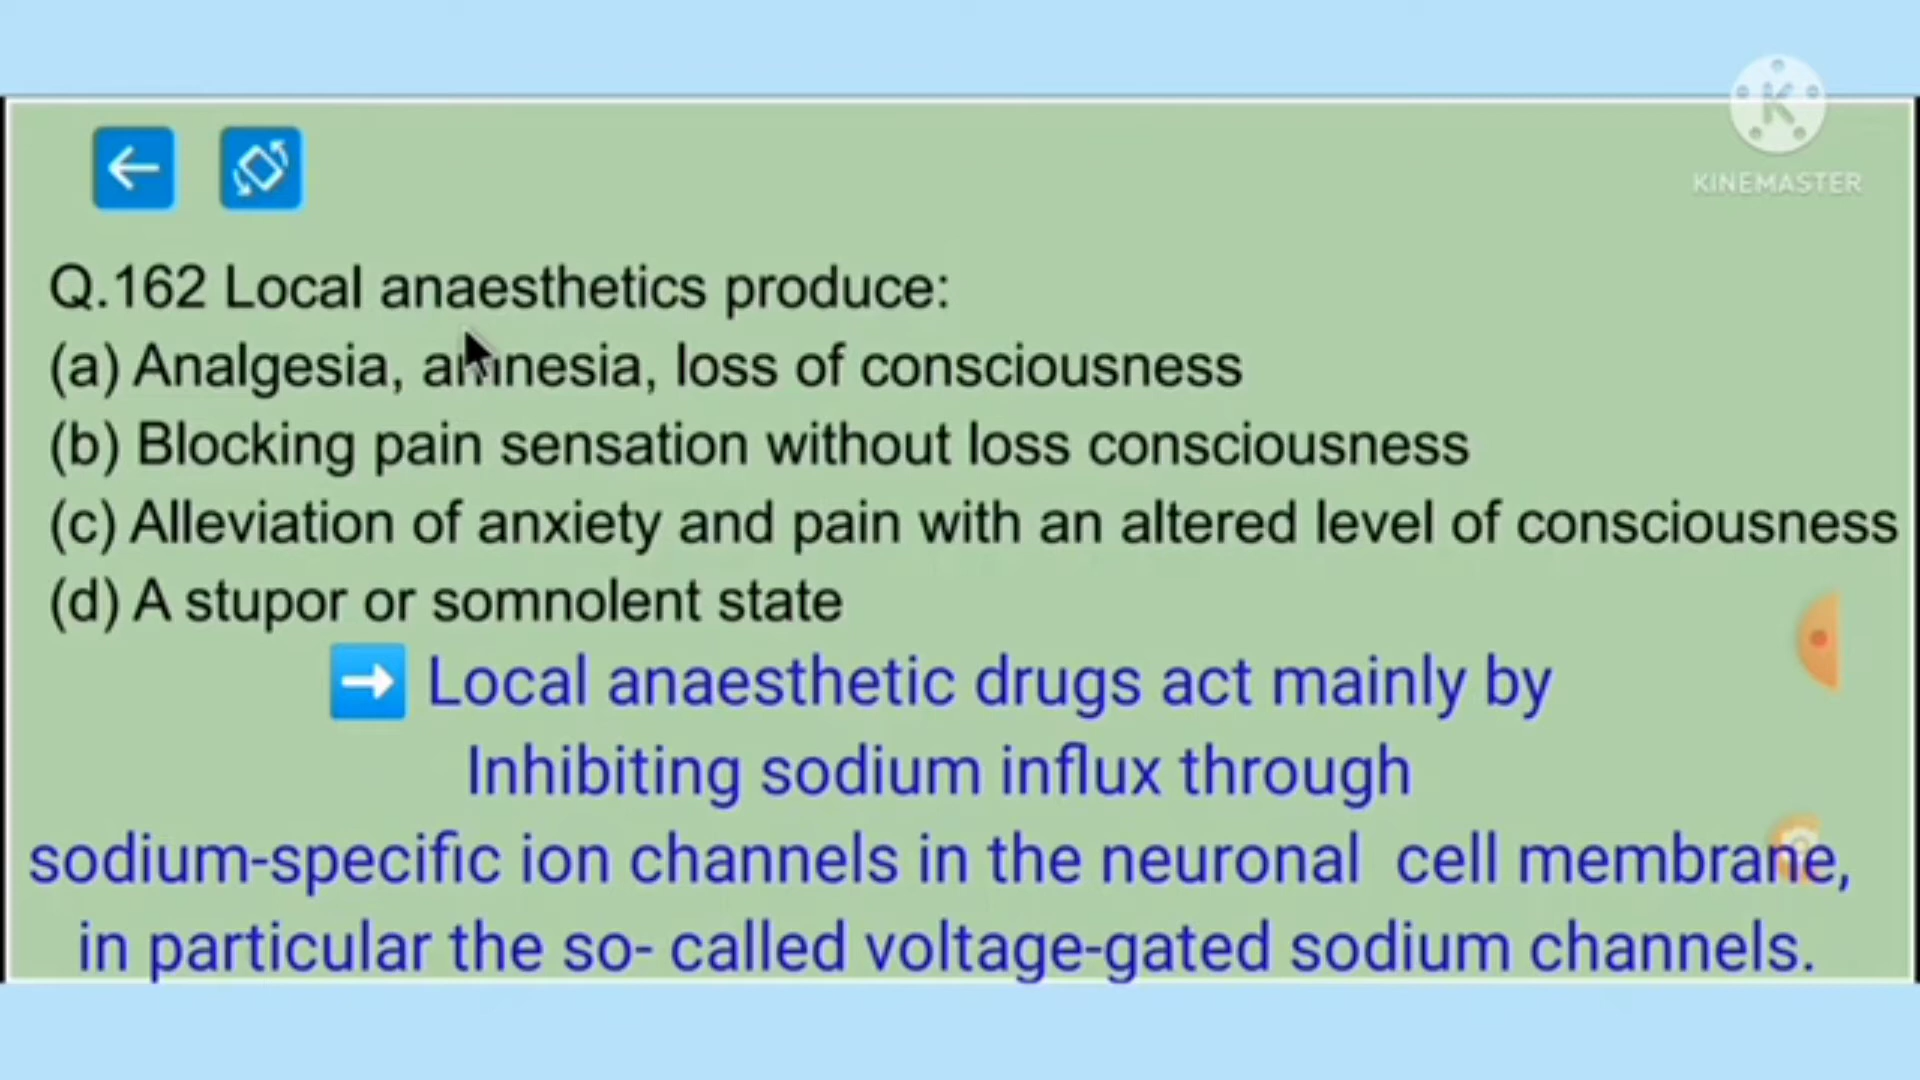 KINEMASTER
Q.162 Local anaesthetics produce:
(a) Analgesia, amnesia, loss of consciousness
(b) Blocking pain sensation without loss consciousness
(c) Alleviation of anxiety and pain with an altered level of consciousness
(d) A stupor or somnolent state
➡ Local anaesthetic drugs act mainly by
Inhibiting sodium influx through
sodium-specific ion channels in the neuronal cell membrane,
in particular the so- called voltage-gated sodium channels.